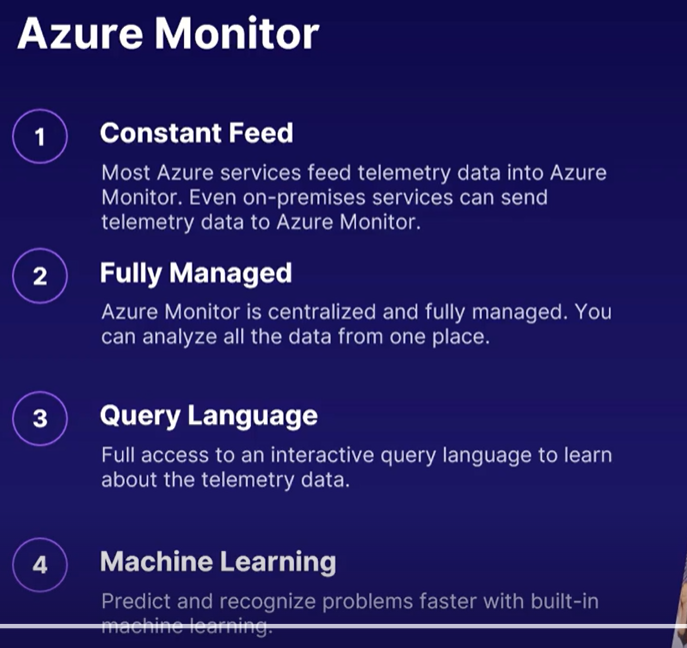 Azure Monitor
1
Constant Feed
Most Azure services feed telemetry data into Azure
Monitor. Even on-premises services can send
telemetry data to Azure Monitor.
2
Fully Managed
Azure Monitor is centralized and fully managed. You
can analyze all the data from one place.
3
Query Language
Full access to an interactive query language to learn
about the telemetry data.
4
Machine Learning
Predict and recognize problems faster with built-in
machine learning.